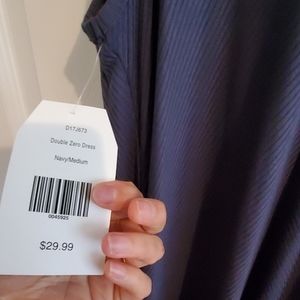 D17J673
Double Zero Dress
Navy/Medium
0045925
$29.99